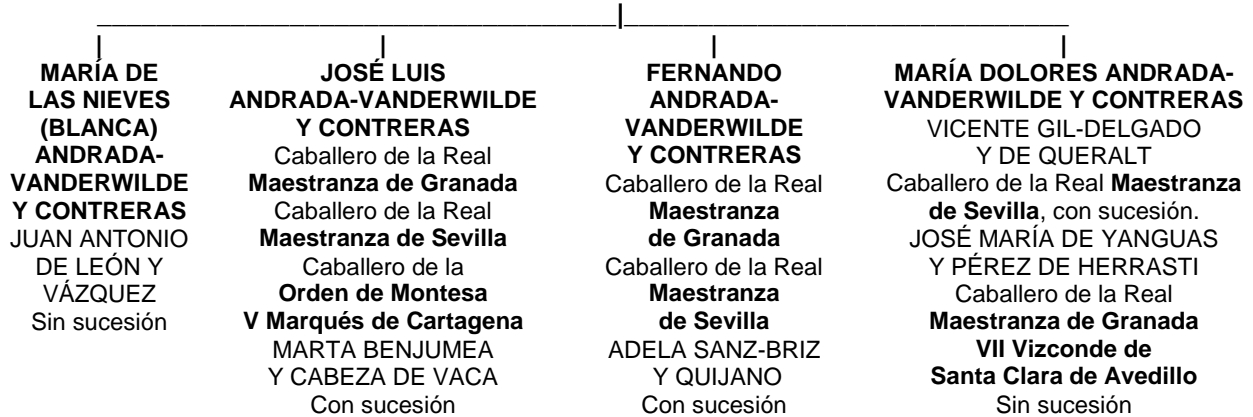 MARÍA DE
LAS NIEVES
(BLANCA)
ANDRADA-
VANDERWILDE
Y CONTRERAS
JUAN ANTONIO
DE LEÓN Y
VÁZQUEZ
Sin sucesión
JOSÉ LUIS
ANDRADA-VANDERWILDE
Y CONTRERAS
Caballero de la Real
Maestranza de Granada
Caballero de la Real
Maestranza de Sevilla
Caballero de la
Orden de Montesa
V Marqués de Cartagena
MARTA BENJUMEA
Y CABEZA DE VACA
Con sucesión
FERNANDO
ANDRADA-
VANDERWILDE
Y CONTRERAS
Caballero de la Real
Maestranza
de Granada
Caballero de la Real
Maestranza
de Sevilla
ADELA SANZ-BRIZ
Y QUIJANO
Con sucesión
MARÍA DOLORES ANDRADA-
VANDERWILDE Y CONTRERAS
VICENTE GIL-DELGADO
Y DE QUERALT
Caballero de la Real Maestranza
de Sevilla, con sucesión.
JOSÉ MARÍA DE YANGUAS
Y PÉREZ DE HERRASTI
Caballero de la Real
Maestranza de Granada
VII Vizconde de
Santa Clara de Avedillo
Sin sucesión